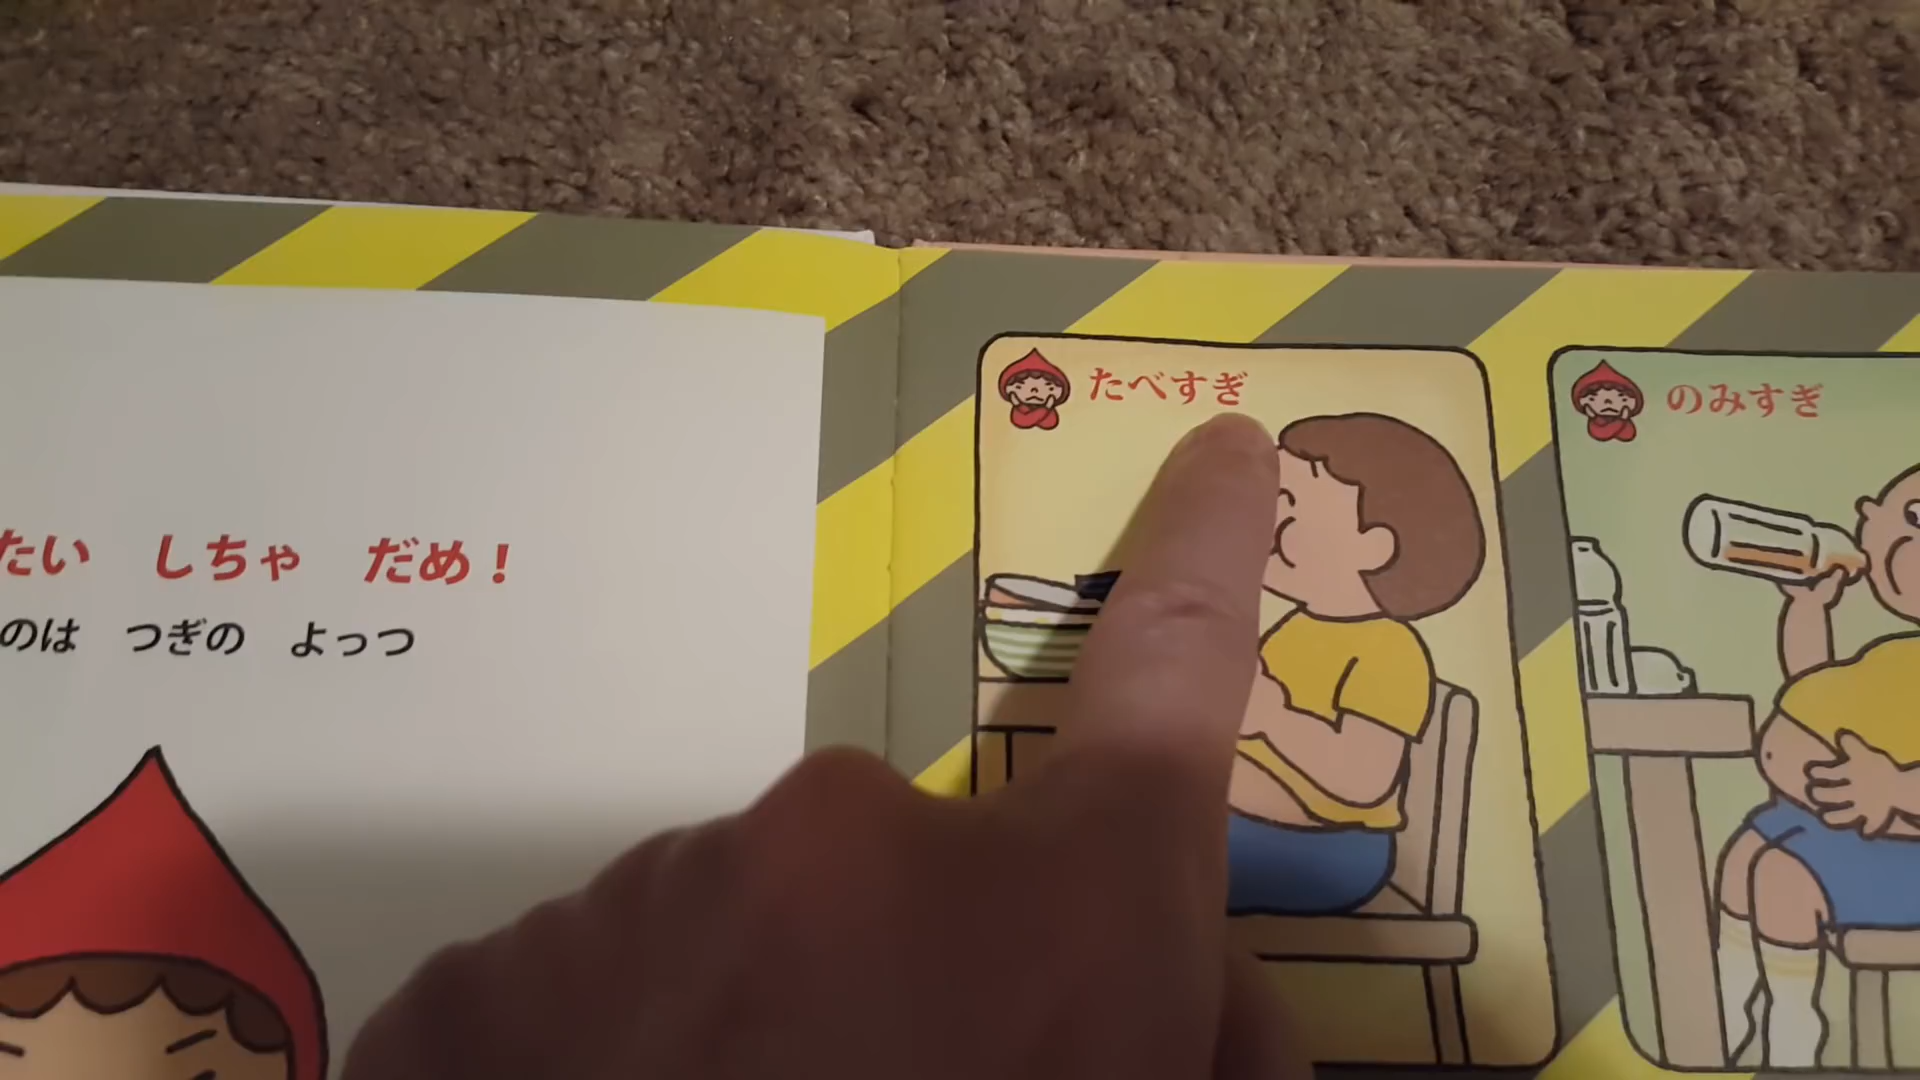 たい しちゃ だめ！
のは つぎの よっつ
たべすぎ
のみすぎ